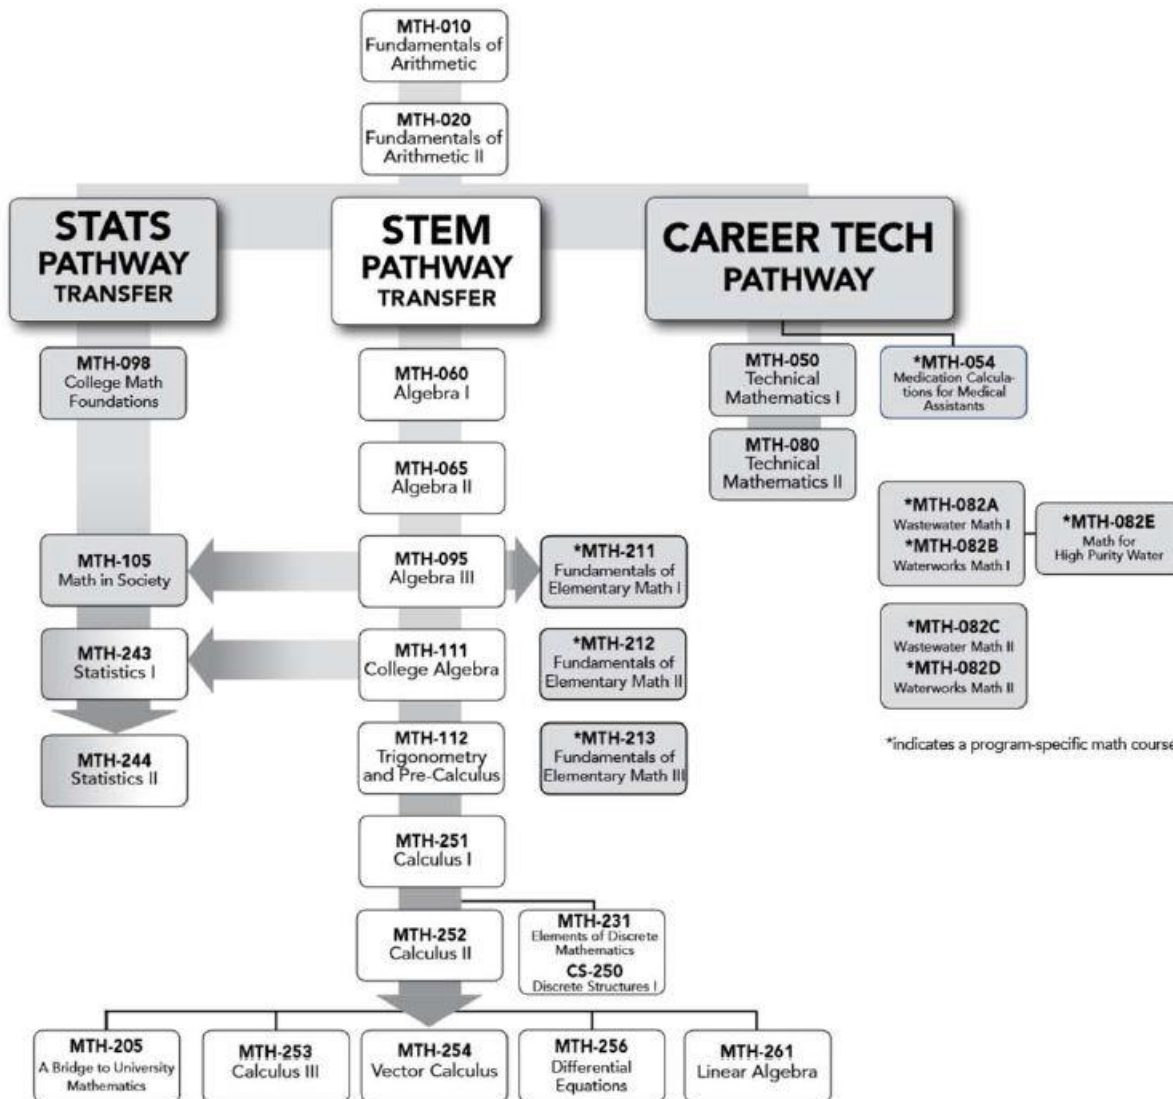 MTH-010
Fundamentals of
Arithmetic
MTH-020
Fundamentals of
Arithmetic II
STATS
PATHWAY
TRANSFER
STEM
PATHWAY
TRANSFER
CAREER TECH
PATHWAY
MTH-098
College Math
Foundations
MTH-060
Algebra I
MTH-050
Technical
Mathematics I
*MTH-054
Medication Calcula-
tions for Medical
Assistants
MTH-065
Algebra II
MTH-080
Technical
Mathematics II
*MTH-082A
Wastewater Math I
*MTH-082B
Waterworks Math I
*MTH-082E
Math for
High Purity Water
MTH-105
Math in Society
MTH-095
Algebra III
*MTH-211
Fundamentals of
Elementary Math I
MTH-243
Statistics I
MTH-111
College Algebra
*MTH-212
Fundamentals of
Elementary Math II
*MTH-082C
Wastewater Math II
*MTH-082D
Waterworks Math II
MTH-244
Statistics II
MTH-112
Trigonometry
and Pre-Calculus
*MTH-213
Fundamentals of
Elementary Math III
*indicates a program-specific math course
MTH-251
Calculus I
MTH-252
Calculus II
MTH-231
Elements of Discrete
Mathematics
CS-250
Discrete Structures I
MTH-205
A Bridge to University
Mathematics
MTH-253
Calculus III
MTH-254
Vector Calculus
MTH-256
Differential
Equations
MTH-261
Linear Algebra